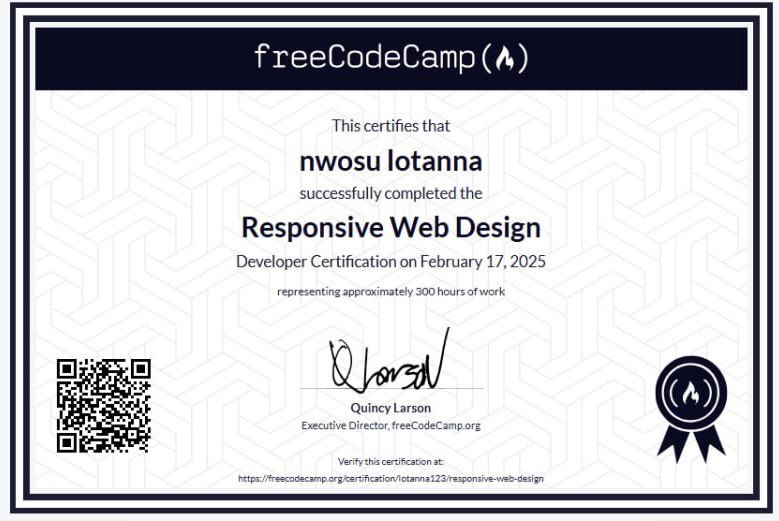 freeCodeCamp
This certifies that
nwosu lotanna
successfully completed the
Responsive Web Design
Developer Certification on February 17, 2025
representing approximately 300 hours of work
Quincy Larson
Executive Director, freeCodeCamp.org
Verify this certification at:
https://freecodecamp.org/certification/lotanna123/responsive-web-design